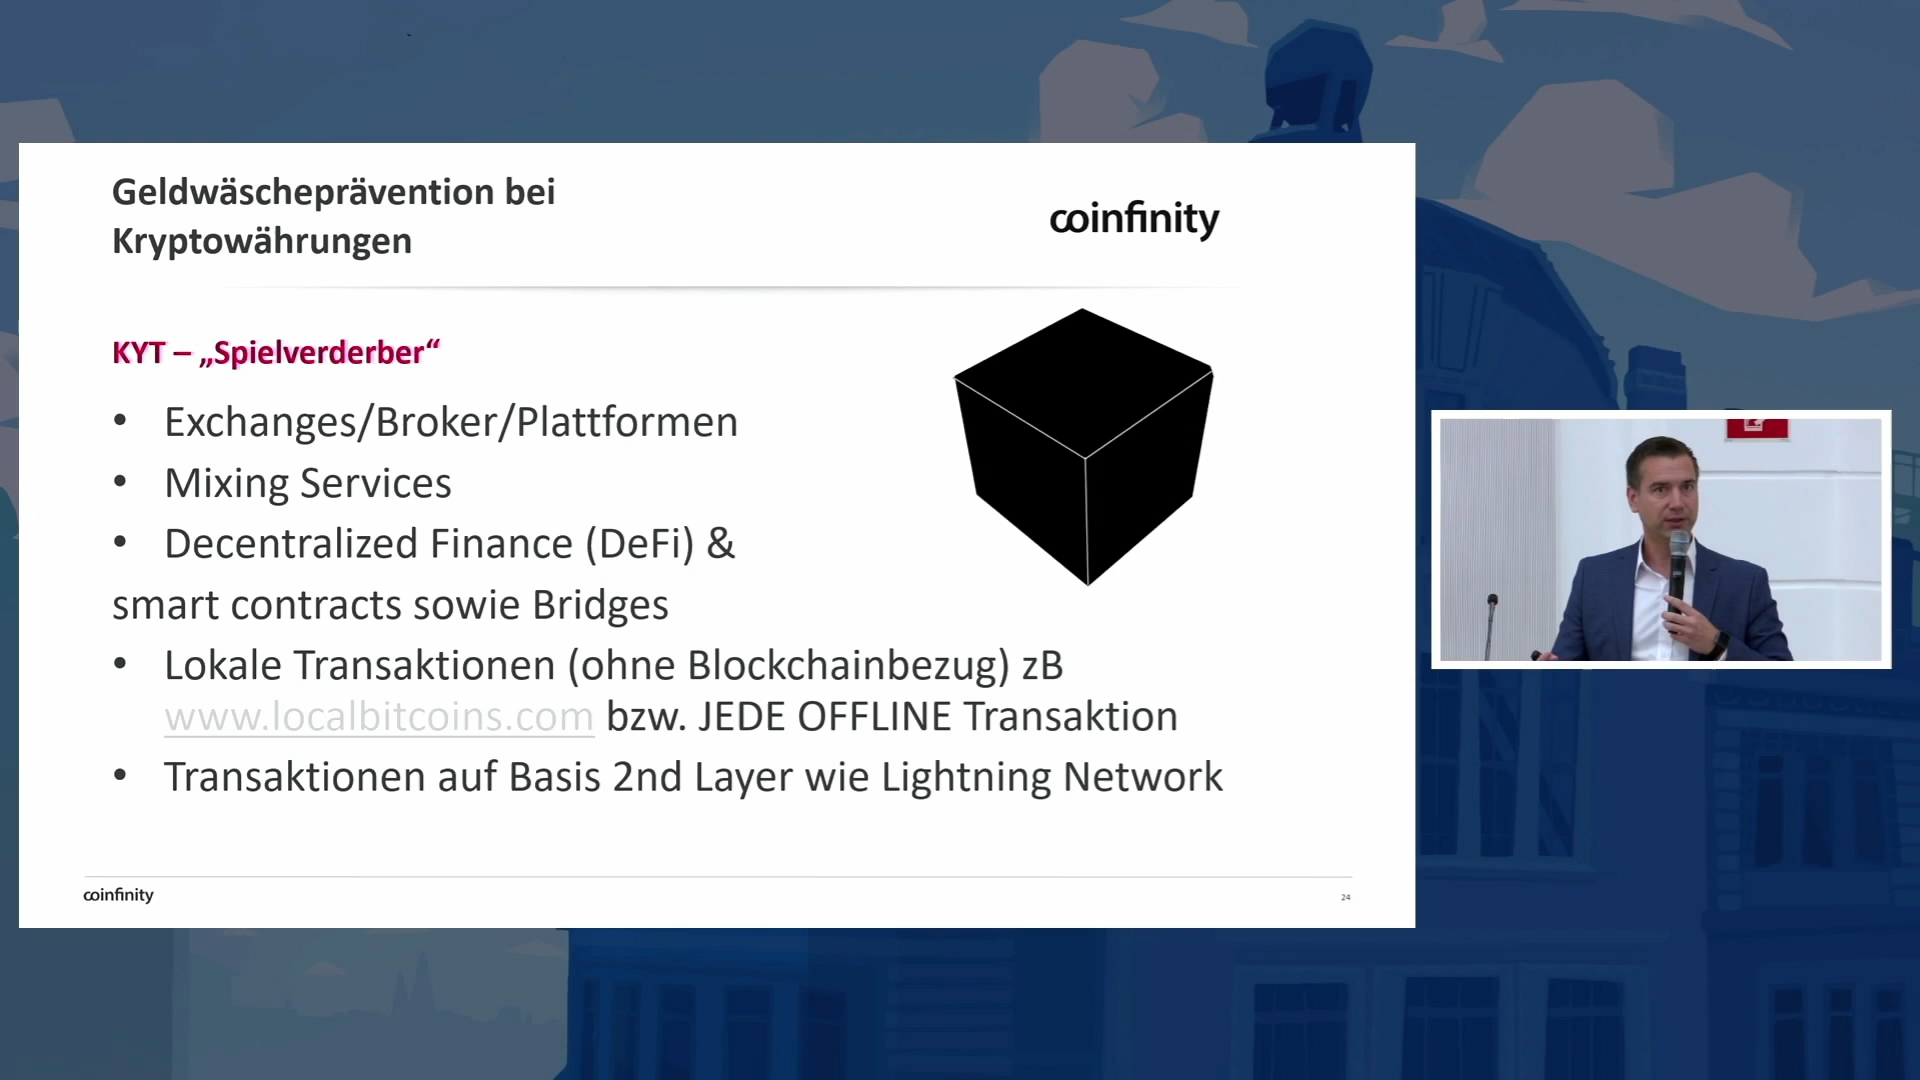 Geldwäscheprävention bei
Kryptowährungen
coinfinity
KYT – „Spielverderber“
• Exchanges/Broker/Plattformen
• Mixing Services
• Decentralized Finance (DeFi) &
smart contracts sowie Bridges
• Lokale Transaktionen (ohne Blockchainbezug) zB
www.localbitcoins.com bzw. JEDE OFFLINE Transaktion
• Transaktionen auf Basis 2nd Layer wie Lightning Network
coinfinity
24